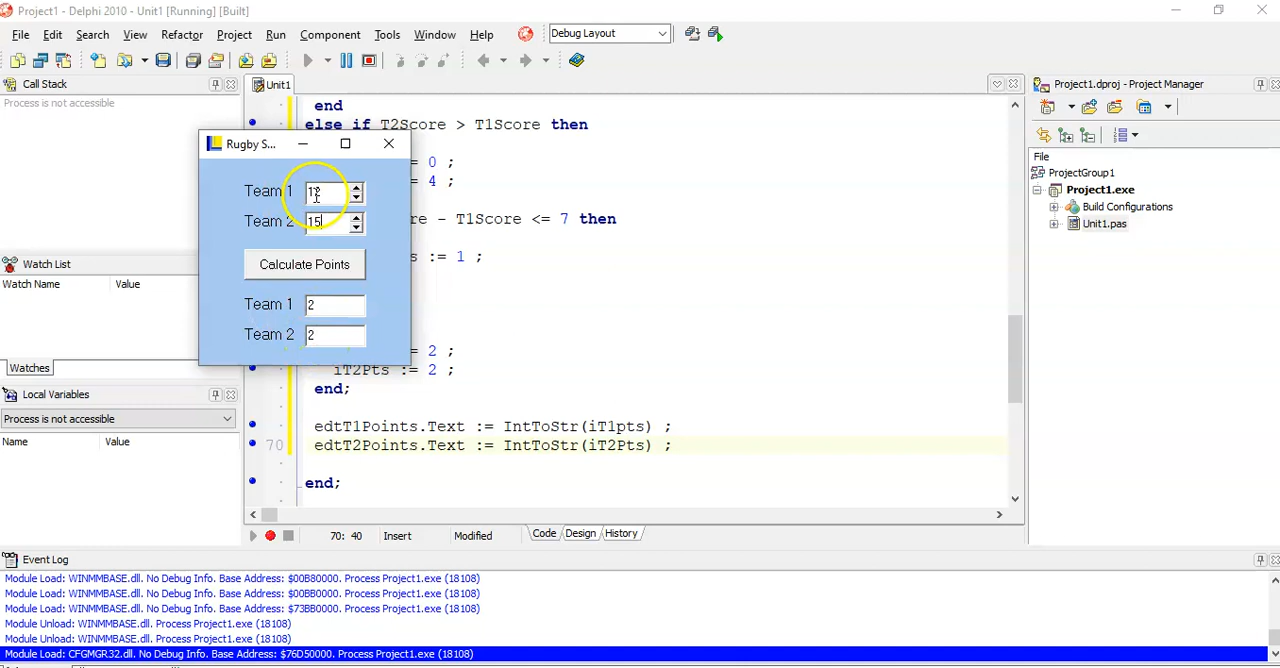 Project1 - Delphi 2010 - Unit1 [Running] [Built]
File Edit Search View Refactor Project Run Component Tools Window Help Debug Layout
Call Stack
Process is not accessible
Unit1
Project1.dproj - Project Manager
File
ProjectGroup1
Project1.exe
Build Configurations
Unit1.pas
end
else if T2Score > T1Score then
0 ;
= 4 ;
- T1Score <= 7 then
:= 1 ;
= 2 ;
iT2Pts := 2 ;
end;
edtT1Points.Text := IntToStr(iT1pts) ;
70 edtT2Points.Text := IntToStr(iT2Pts) ;
end;
Rugby S...
Team 1
Team 2 15
Calculate Points
Team 1 2
Team 2 2
Watch List
Watch Name Value
Watches
Local Variables
Process is not accessible
Name Value
70: 40 Insert Modified Code Design History
Event Log
Module Load: WINMMBASE.dll. No Debug Info. Base Address: $00B80000. Process Project1.exe (18108)
Module Load: WINMMBASE.dll. No Debug Info. Base Address: $00BB0000. Process Project1.exe (18108)
Module Load: WINMMBASE.dll. No Debug Info. Base Address: $73BB0000. Process Project1.exe (18108)
Module Unload: WINMMBASE.dll. Process Project1.exe (18108)
Module Unload: WINMMBASE.dll. Process Project1.exe (18108)
Module Load: CFGMGR32.dll. No Debug Info. Base Address: $76D50000. Process Project1.exe (18108)